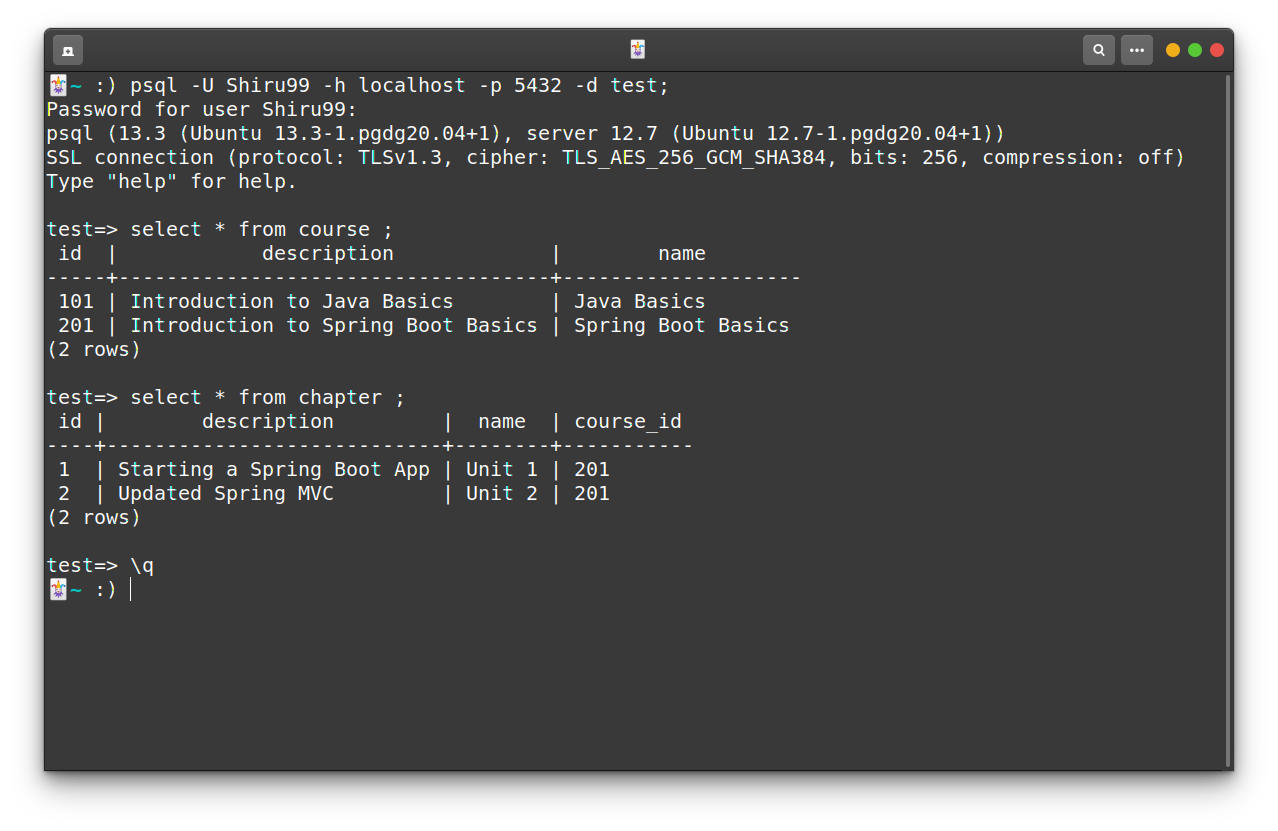 🃏~ :) psql -U Shiru99 -h localhost -p 5432 -d test;
Password for user Shiru99:
psql (13.3 (Ubuntu 13.3-1.pgdg20.04+1), server 12.7 (Ubuntu 12.7-1.pgdg20.04+1))
SSL connection (protocol: TLSv1.3, cipher: TLS_AES_256_GCM_SHA384, bits: 256, compression: off)
Type "help" for help.

test=> select * from course ;
 id  |            description             |        name
-----+------------------------------------+--------------------
 101 | Introduction to Java Basics        | Java Basics
 201 | Introduction to Spring Boot Basics | Spring Boot Basics
(2 rows)

test=> select * from chapter ;
 id |        description         |  name  | course_id
----+----------------------------+--------+-----------
 1  | Starting a Spring Boot App | Unit 1 | 201
 2  | Updated Spring MVC         | Unit 2 | 201
(2 rows)

test=> \q
🃏~ :)